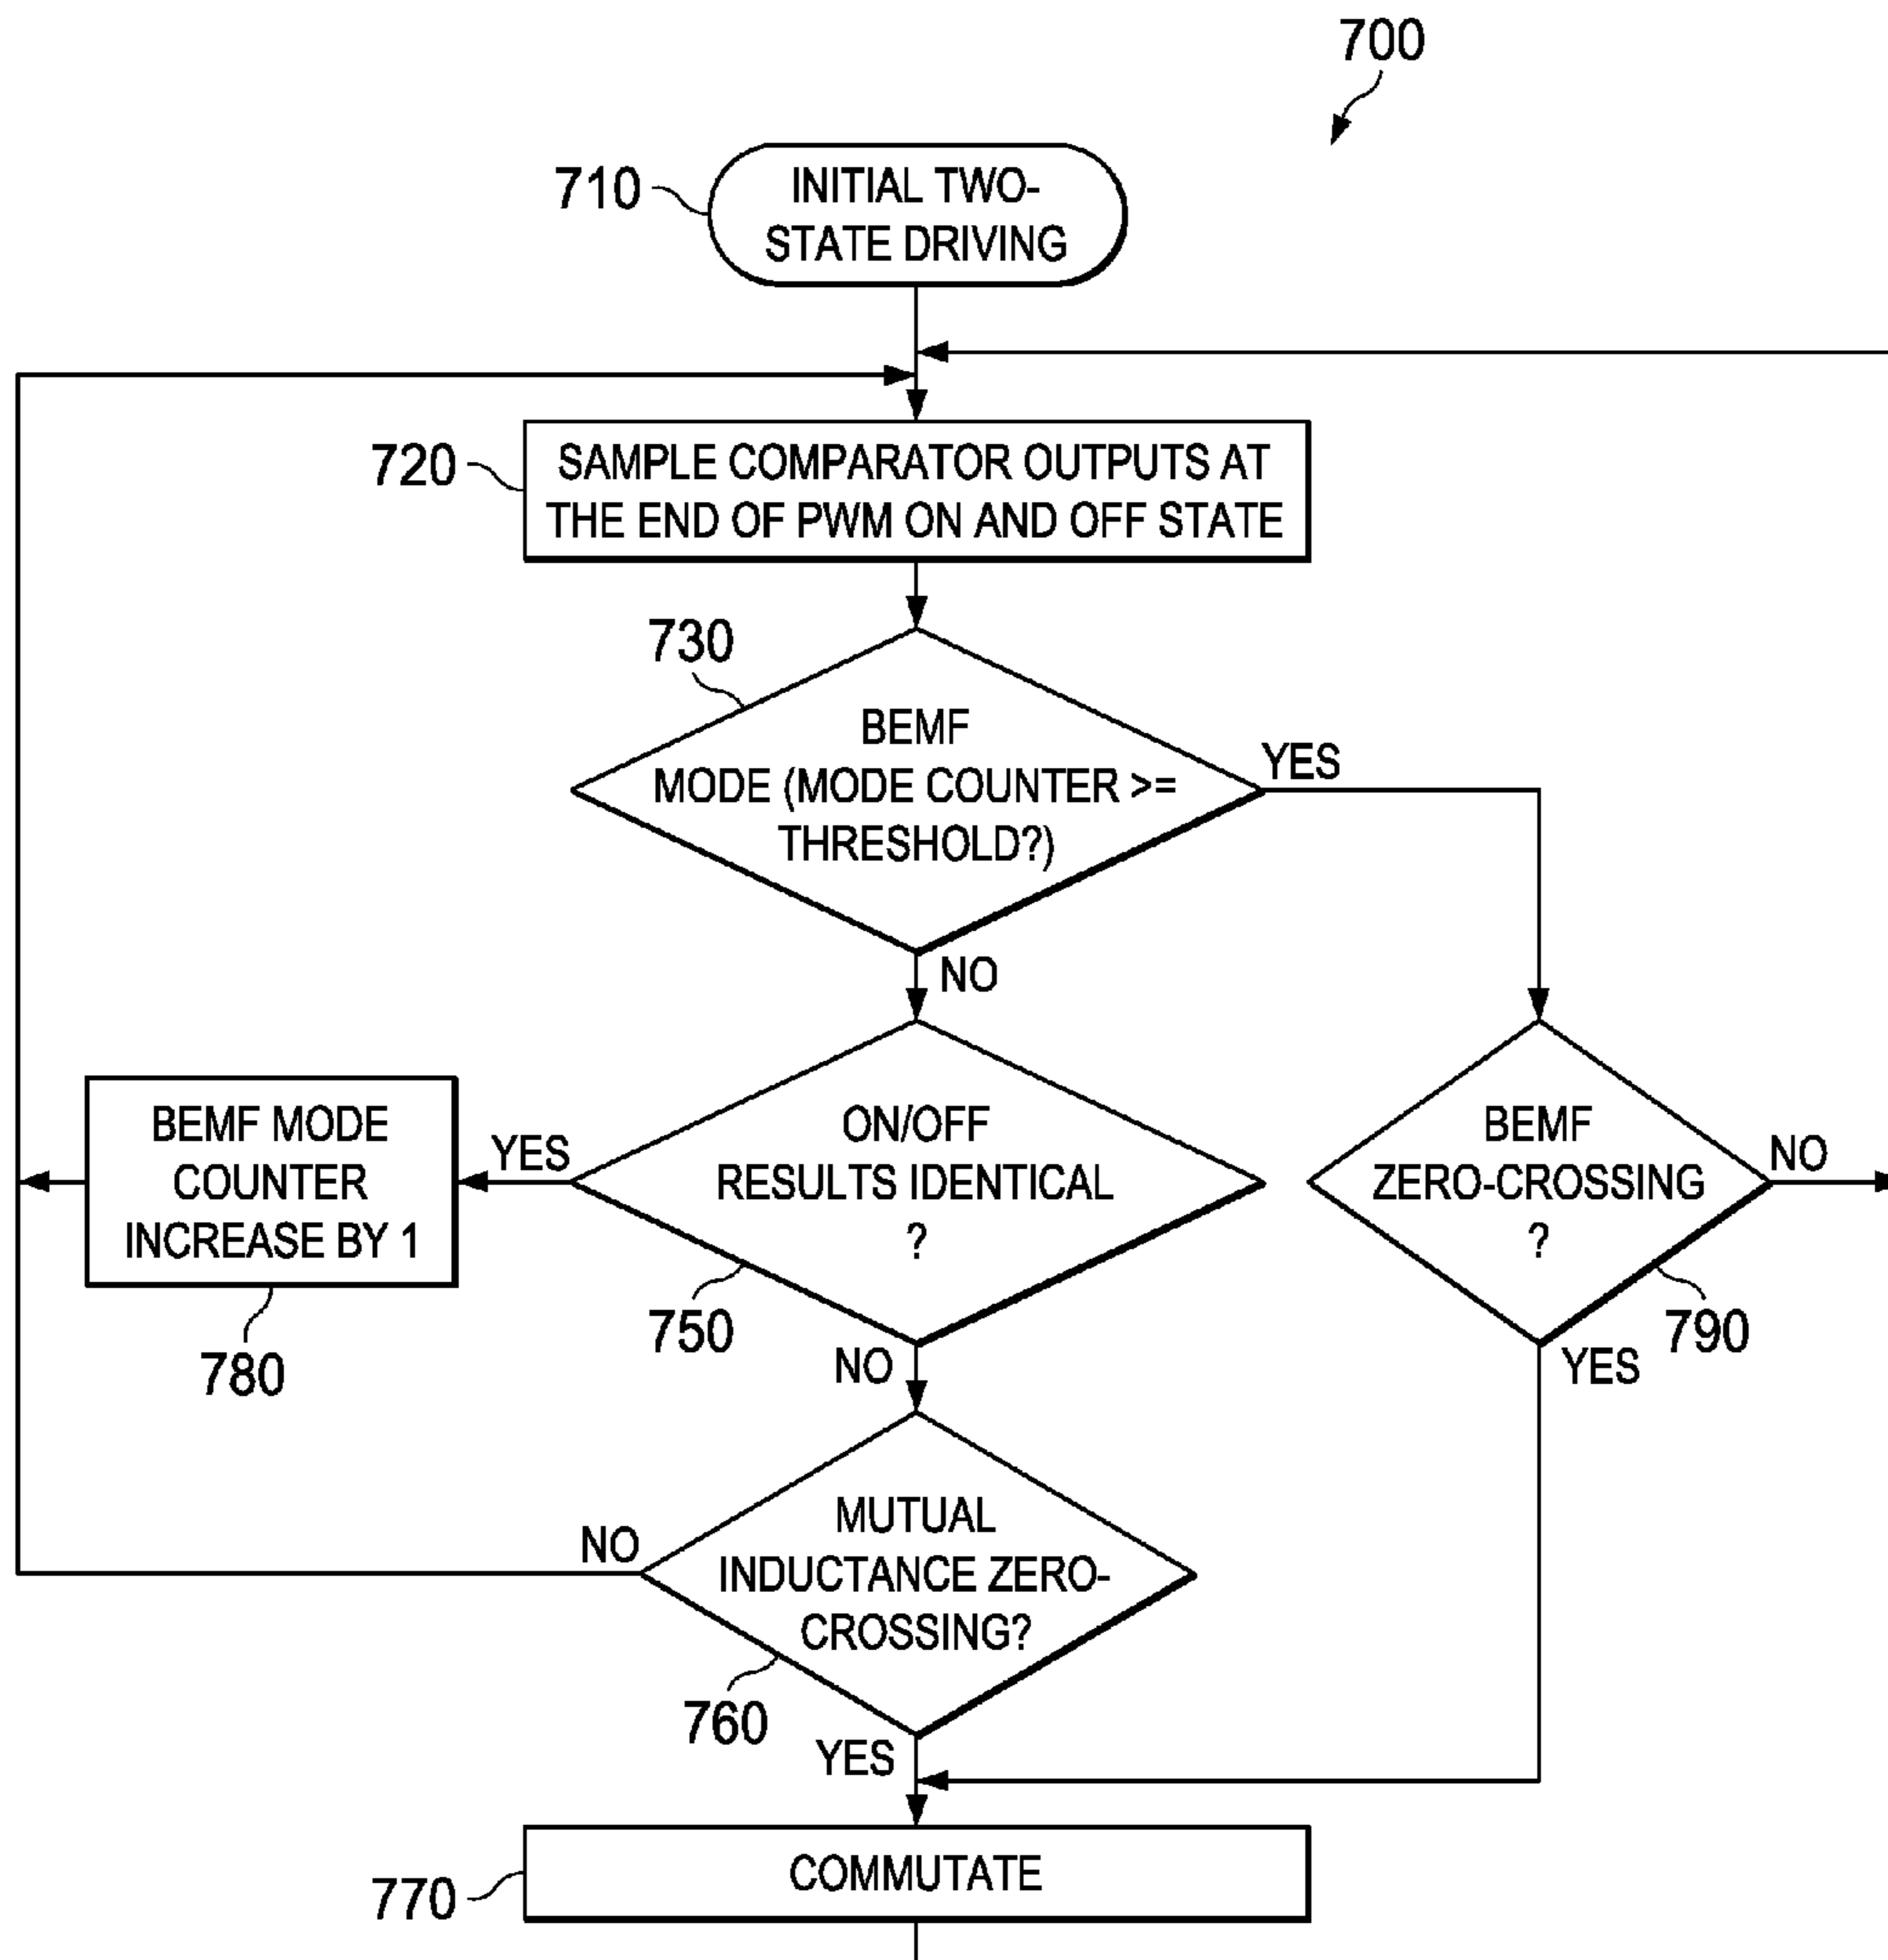 700
710
INITIAL TWO-
STATE DRIVING
720
SAMPLE COMPARATOR OUTPUTS AT
THE END OF PWM ON AND OFF STATE
730
BEMF
MODE (MODE COUNTER >=
THRESHOLD?)
YES
NO
BEMF MODE
COUNTER
INCREASE BY 1
780
YES
ON/OFF
RESULTS IDENTICAL
?
750
NO
BEMF
ZERO-CROSSING
?
NO
790
YES
MUTUAL
INDUCTANCE ZERO-
CROSSING?
NO
760
YES
770
COMMUTATE